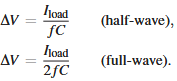 ΔV = I_load / fC (half-wave),
ΔV = I_load / 2fC (full-wave).